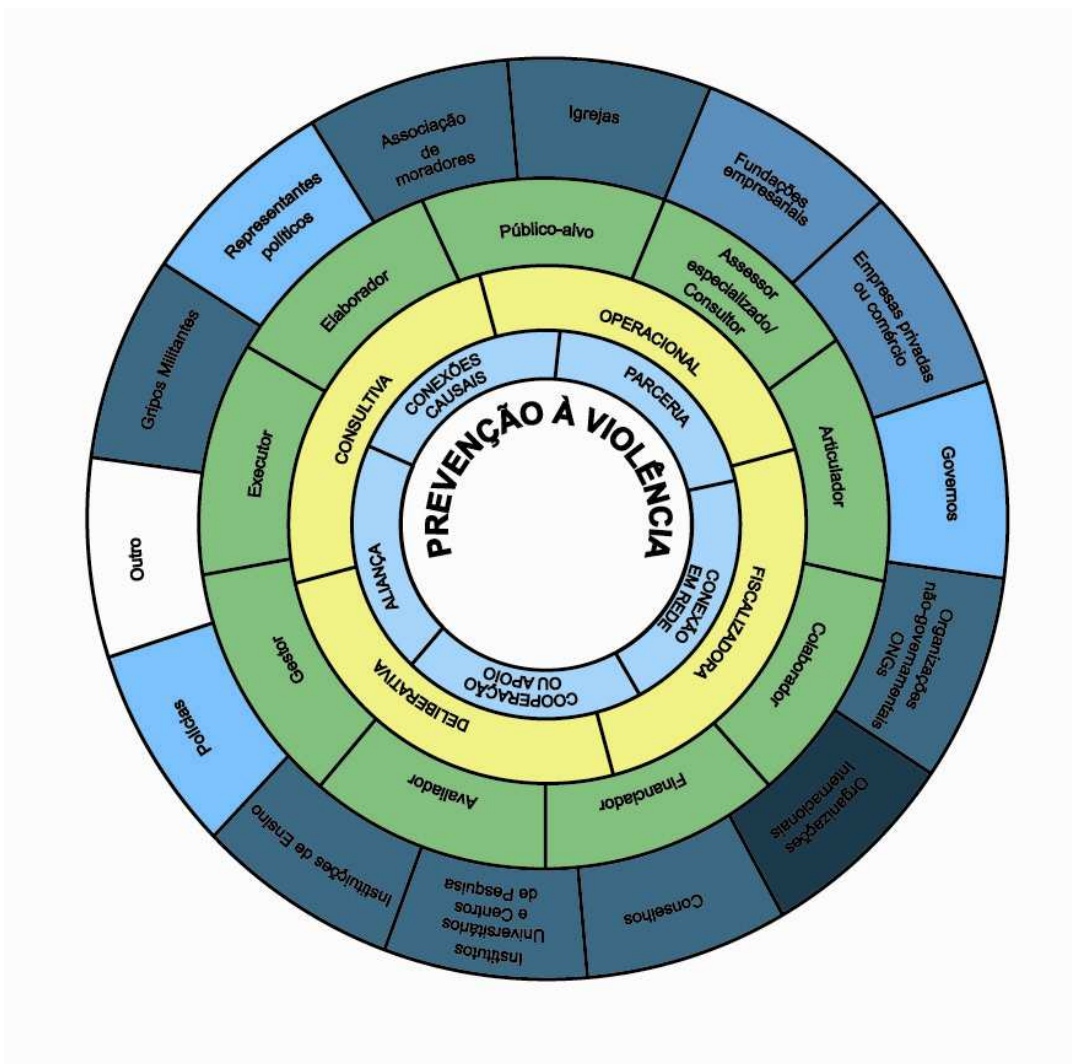 PREVENÇÃO À VIOLÊNCIA
CONEXÕES
CAUSAIS
PARCERIA
CONEXÃO
EM REDE
COOPERAÇÃO
OU APOIO
ALIANÇA
CONSULTIVA
OPERACIONAL
FISCALIZADORA
DELIBERATIVA
Público-alvo
Assessor
especializado/
Consultor
Articulador
Colaborador
Financiador
Avaliador
Gestor
Executor
Elaborador
Igrejas
Fundações
empresariais
Empresas privadas
ou comércio
Governos
Organizações
não-governamentais
ONGs
Organizações
Internacionais
Conselhos
Institutos
Universitários
e Centros
de Pesquisa
Instituições de Ensino
Polícias
Outro
Gripos Militantes
Representantes
políticos
Associação
de
moradores